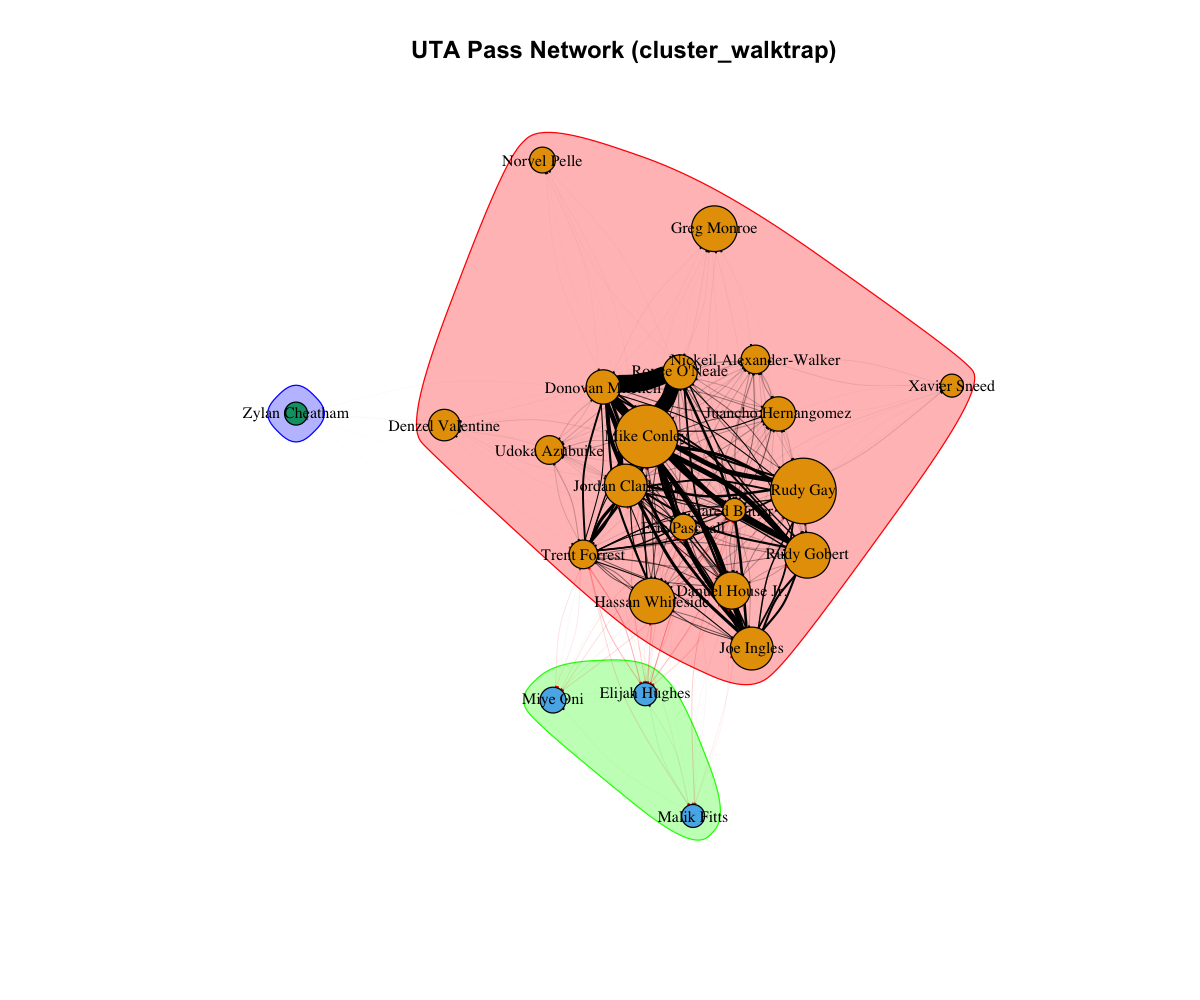 UTA Pass Network (cluster_walktrap)
Norvel Pelle
Greg Monroe
Nickeil Alexander-Walker
Royce O'Neale
Donovan Mitchell
Xavier Sneed
Zylan Cheatham
Juancho Hernangomez
Denzel Valentine
Mike Conley
Udoka Azubuike
Jordan Clarkson
Rudy Gay
Jared Butler
Eric Paschall
Trent Forrest
Rudy Gobert
Danuel House Jr.
Hassan Whiteside
Joe Ingles
Miye Oni
Elijah Hughes
Malik Fitts